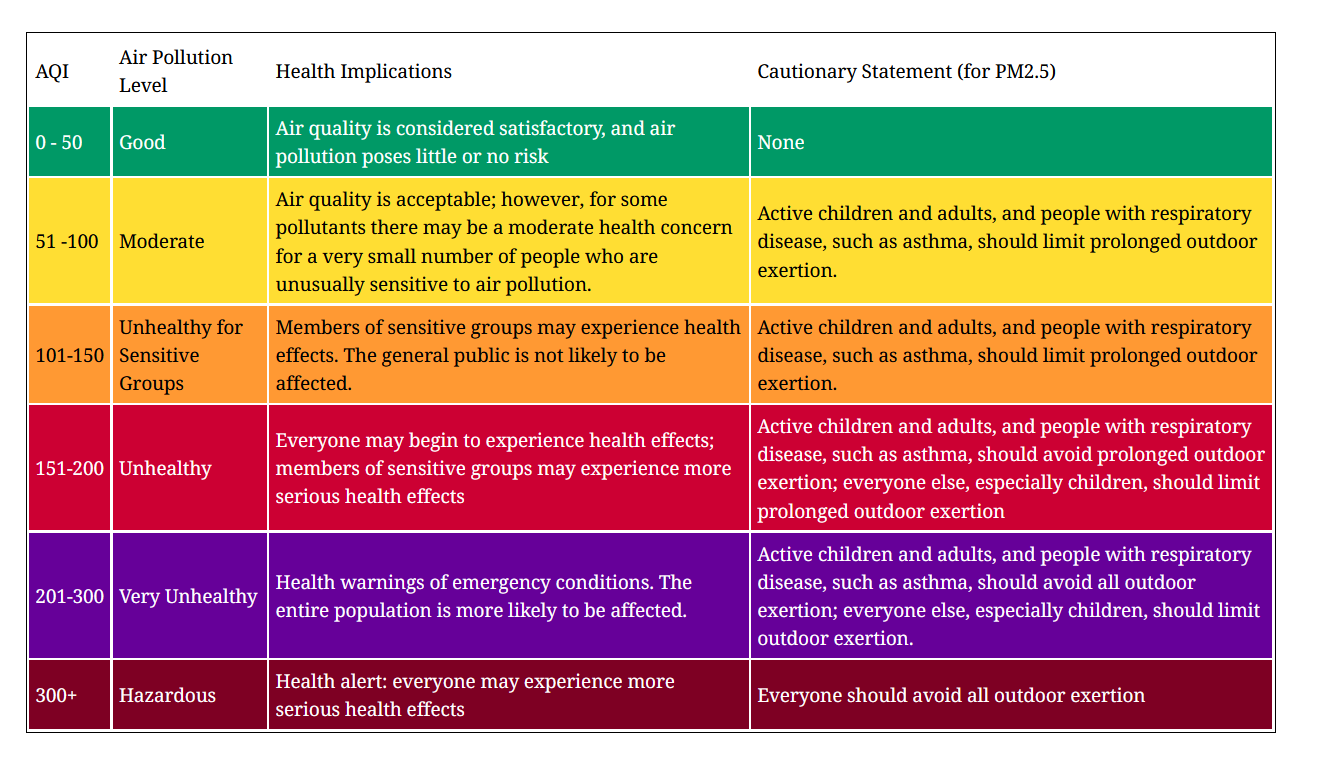 AQI
Air Pollution
Level
Health Implications
Cautionary Statement (for PM2.5)
0 - 50
Good
Air quality is considered satisfactory, and air
pollution poses little or no risk
None
51 -100
Moderate
Air quality is acceptable; however, for some
pollutants there may be a moderate health concern
for a very small number of people who are
unusually sensitive to air pollution.
Active children and adults, and people with respiratory
disease, such as asthma, should limit prolonged outdoor
exertion.
101-150
Unhealthy for
Sensitive
Groups
Members of sensitive groups may experience health
effects. The general public is not likely to be
affected.
Active children and adults, and people with respiratory
disease, such as asthma, should limit prolonged outdoor
exertion.
151-200
Unhealthy
Everyone may begin to experience health effects;
members of sensitive groups may experience more
serious health effects
Active children and adults, and people with respiratory
disease, such as asthma, should avoid prolonged outdoor
exertion; everyone else, especially children, should limit
prolonged outdoor exertion
201-300
Very Unhealthy
Health warnings of emergency conditions. The
entire population is more likely to be affected.
Active children and adults, and people with respiratory
disease, such as asthma, should avoid all outdoor
exertion; everyone else, especially children, should limit
outdoor exertion.
300+
Hazardous
Health alert: everyone may experience more
serious health effects
Everyone should avoid all outdoor exertion